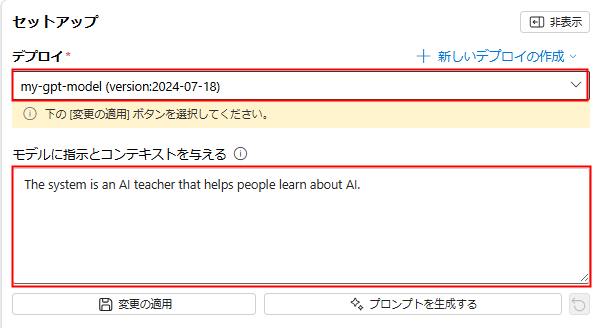 セットアップ
非表示
デプロイ*
新しいデプロイの作成
my-gpt-model (version:2024-07-18)
下の [変更の適用] ボタンを選択してください。
モデルに指示とコンテキストを与える
The system is an AI teacher that helps people learn about AI.
変更の適用
プロンプトを生成する